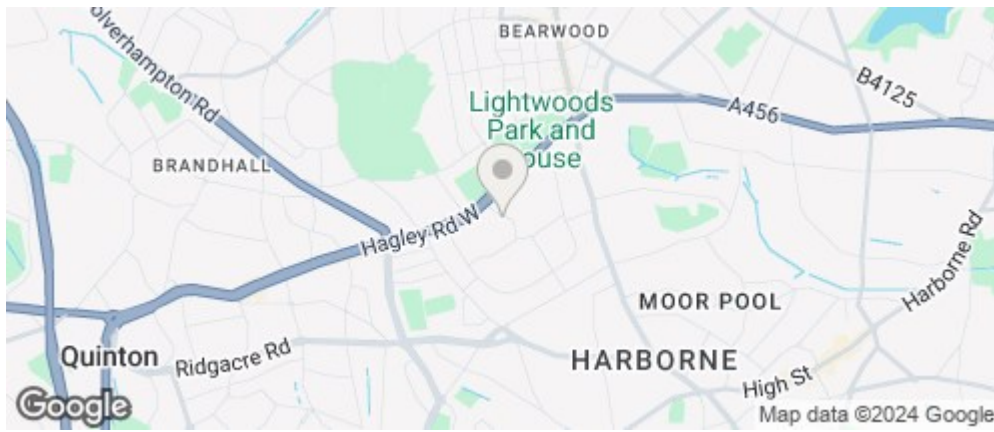 BEARWOOD
olverhampton Rd
B4125
A456
Lightwoods
Park and
ouse
BRANDHALL
Hagley Rd W
Harborne Rd
MOOR POOL
Quinton
Ridgacre Rd
HARBORNE
High St
Google
Map data ©2024 Google